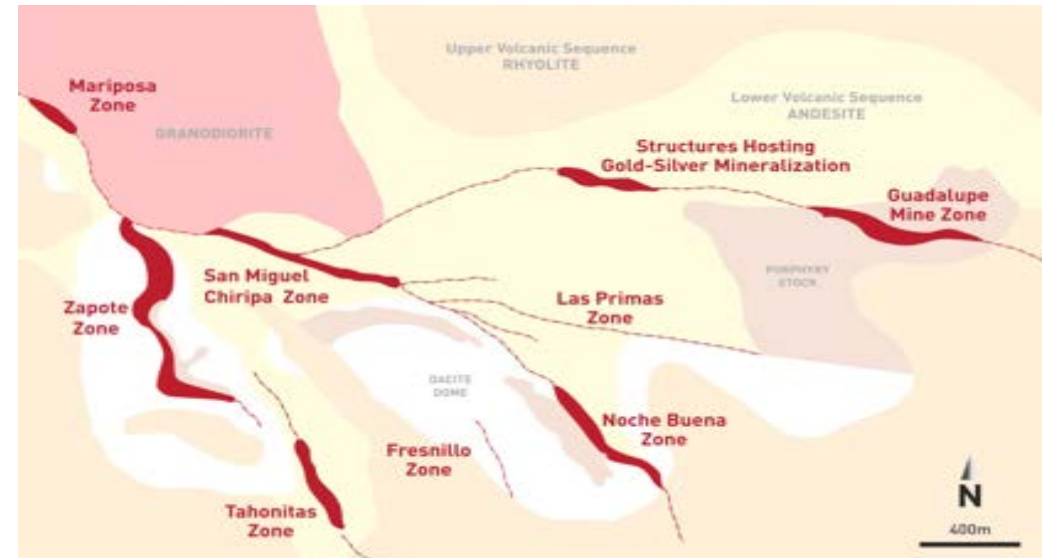 Upper Volcanic Sequence
RHYOLITE
Mariposa
Zone
Lower Volcanic Sequence
ANDESITE
GRANODIORITE
Structures Hosting
Gold-Silver Mineralization
Guadalupe
Mine Zone
San Miguel
Chiripa Zone
PORPHYRY
STOCK
Zapote
Zone
Las Primas
Zone
DACITE
DOME
Noche Buena
Zone
Fresnillo
Zone
Tahonitas
Zone
N
400m